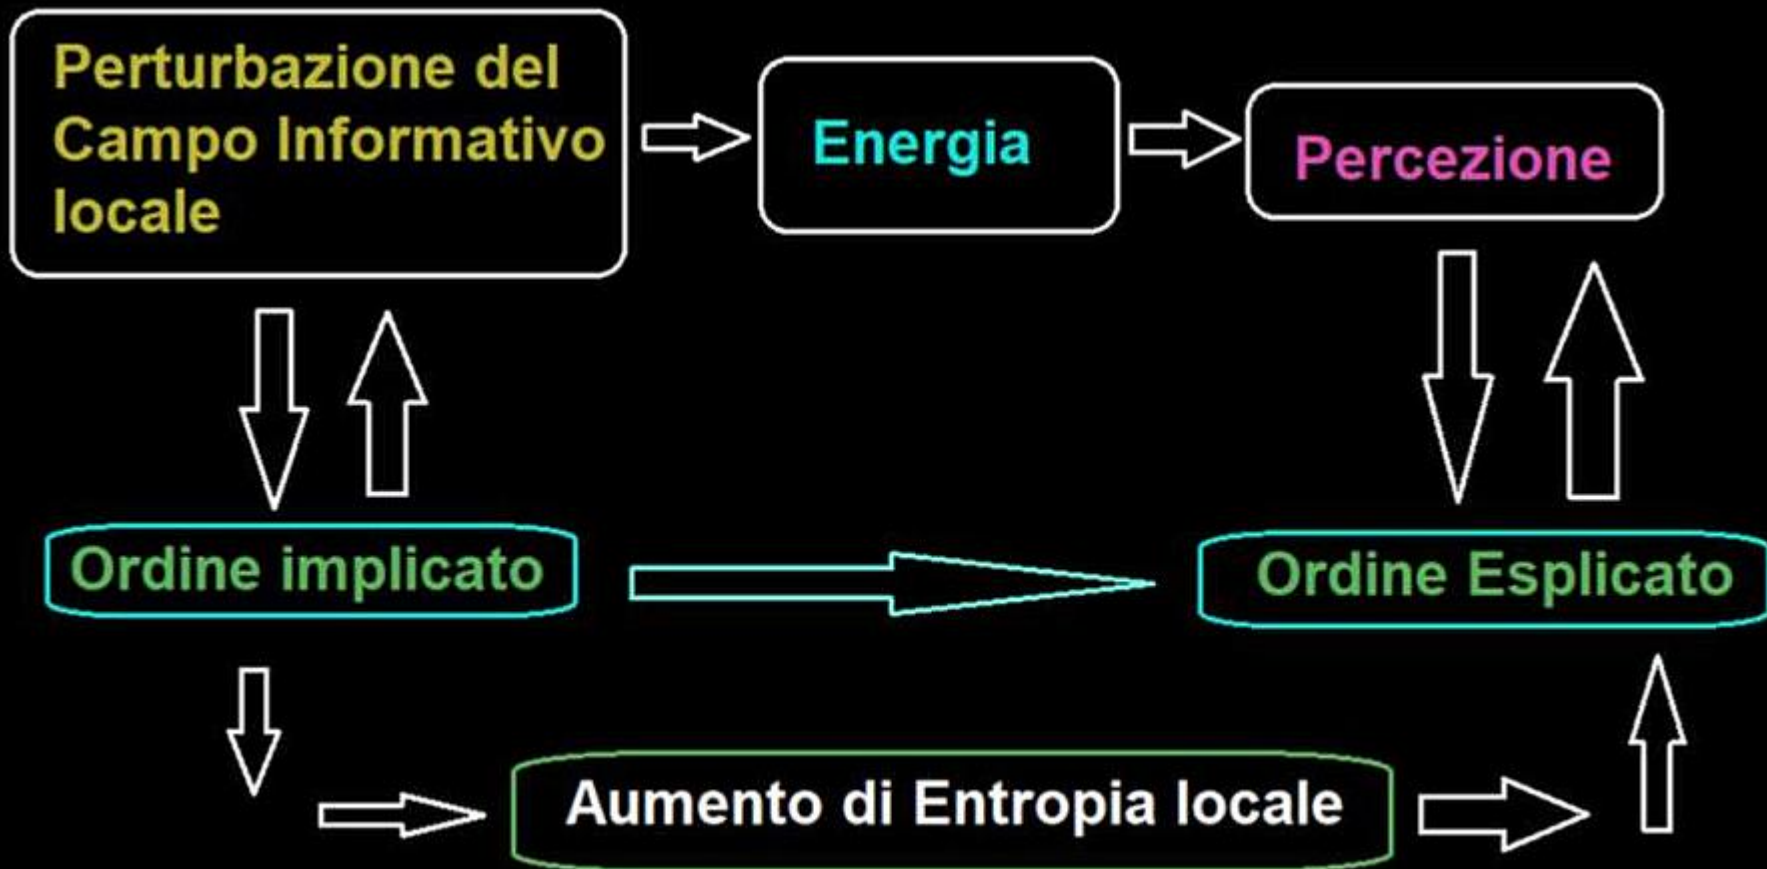 Perturbazione del
Campo Informativo
locale
Energia
Percezione
Ordine implicato
Ordine Esplicato
Aumento di Entropia locale